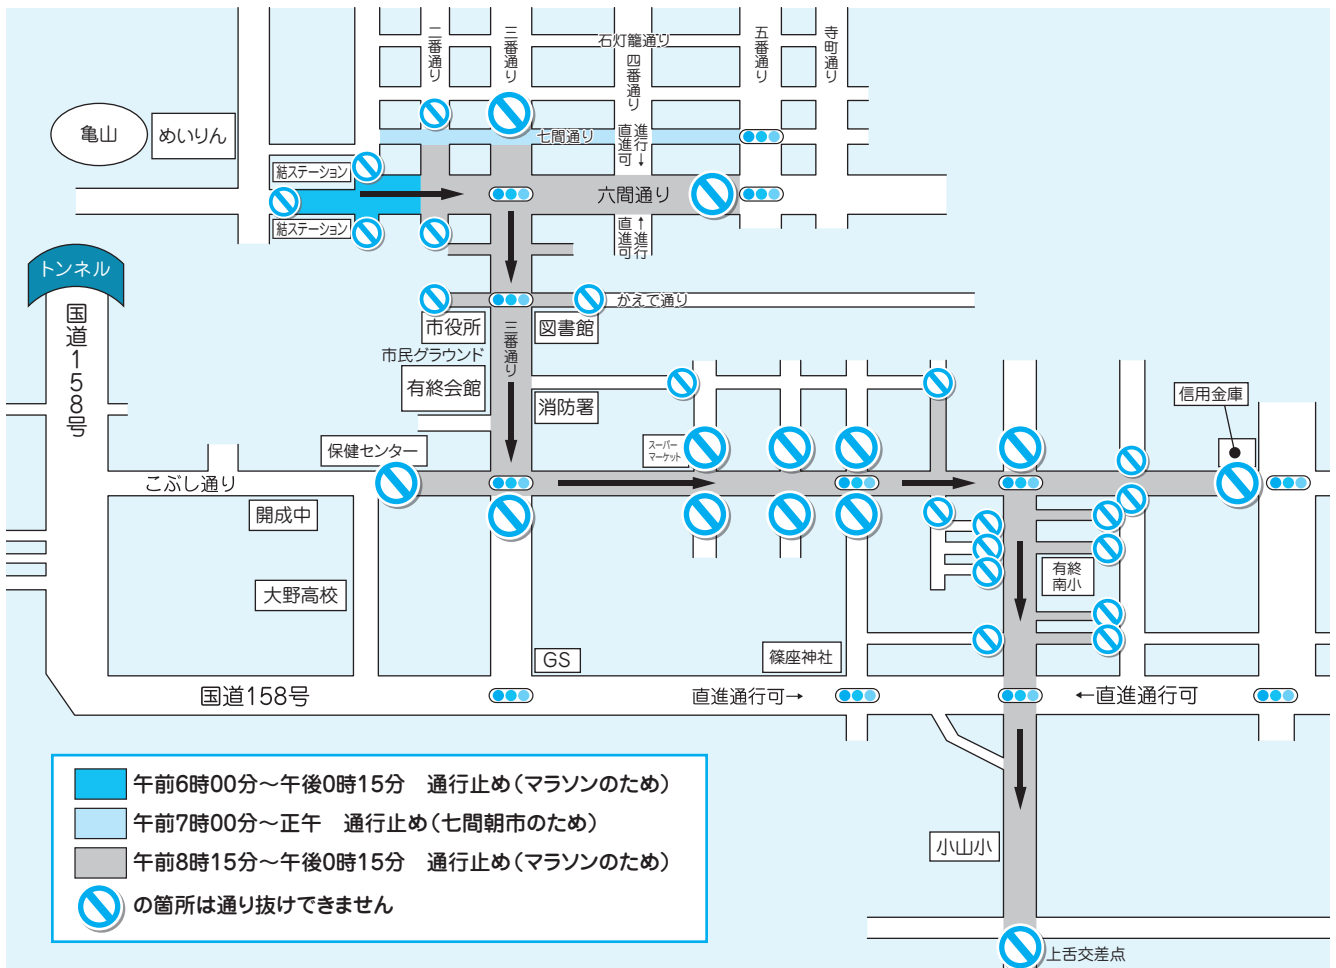 二番通り
三番通り
石灯籠通り
四番通り
五番通り
寺町通り
亀山
めいりん
七間通り
直進可
進行↓
結ステーション
六間通り
結ステーション
直進可
↑進行
トンネル
国道158号
かえで通り
市役所
図書館
三番通り
市民グラウンド
有終会館
消防署
信用金庫
保健センター
スーパー
マーケット
こぶし通り
開成中
大野高校
有終
南小
GS
篠座神社
国道158号
直進通行可→
←直進通行可
午前6時00分〜午後0時15分 通行止め(マラソンのため)
午前7時00分〜正午 通行止め(七間朝市のため)
午前8時15分〜午後0時15分 通行止め(マラソンのため)
の箇所は通り抜けできません
小山小
上舌交差点